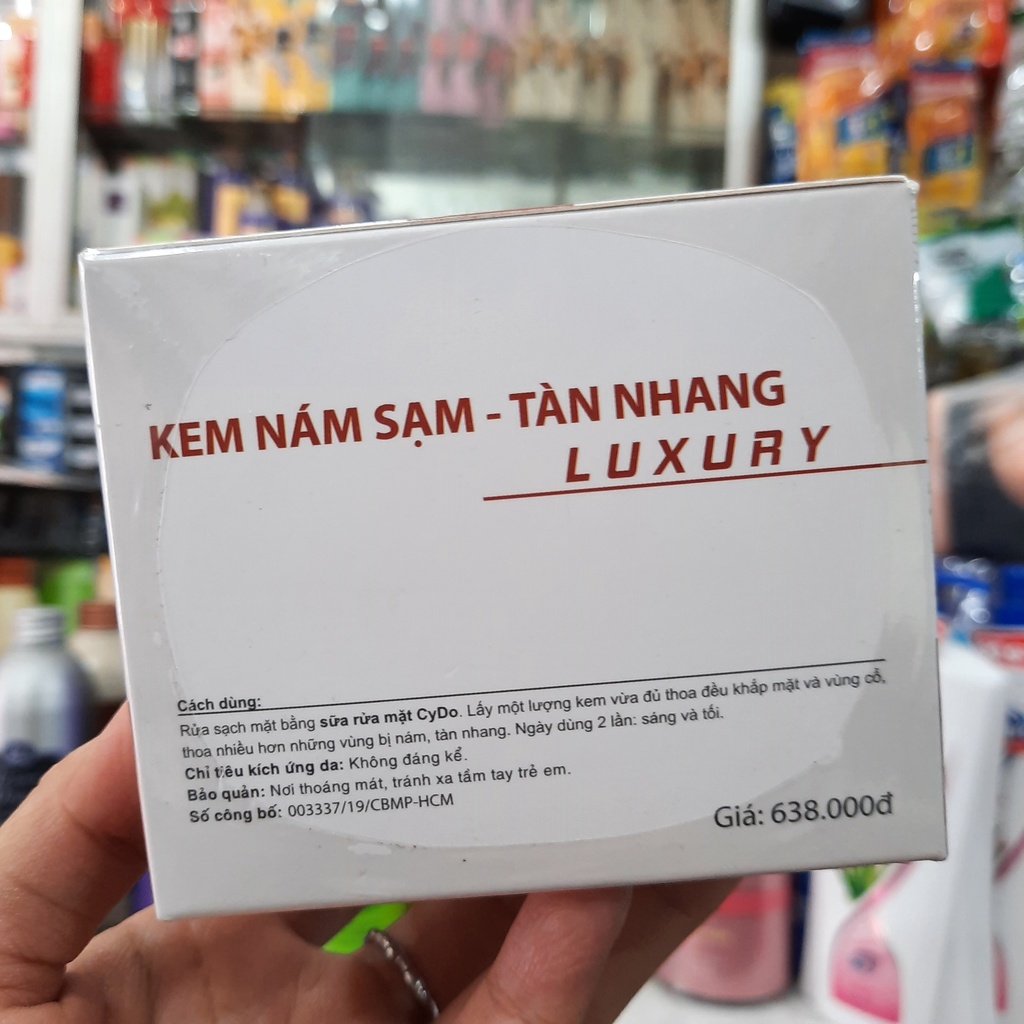 KEM NÁM SẠM - TÀN NHANG
LUXURY
Cách dùng:
Rửa sạch mặt bằng sữa rửa mặt CyDo. Lấy một lượng kem vừa đủ thoa đều khắp mặt và vùng cổ,
thoa nhiều hơn những vùng bị nám, tàn nhang. Ngày dùng 2 lần: sáng và tối.
Chỉ tiêu kích ứng da: Không đáng kể.
Bảo quản: Nơi thoáng mát, tránh xa tầm tay trẻ em.
Số công bố: 003337/19/CBMP-HCM
Giá: 638.000đ